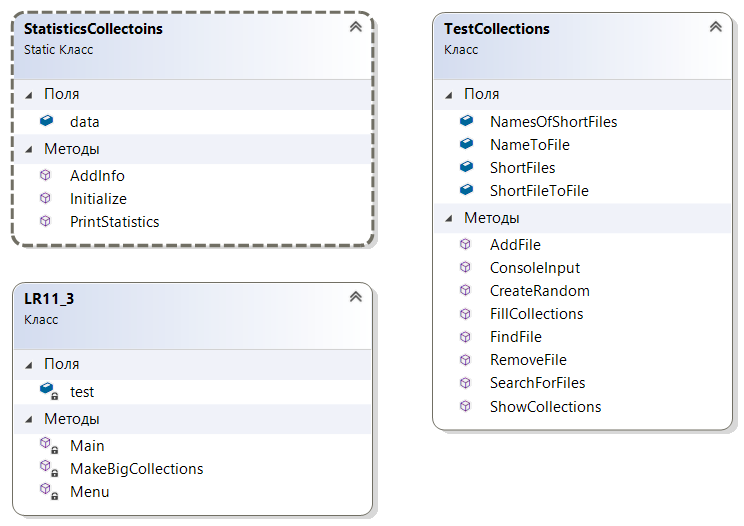 StatisticsCollectoins
Static Класс
Поля
data
Методы
AddInfo
Initialize
PrintStatistics
LR11_3
Класс
Поля
test
Методы
Main
MakeBigCollections
Menu
TestCollections
Класс
Поля
NamesOfShortFiles
NameToFile
ShortFiles
ShortFileToFile
Методы
AddFile
ConsoleInput
CreateRandom
FillCollections
FindFile
RemoveFile
SearchForFiles
ShowCollections